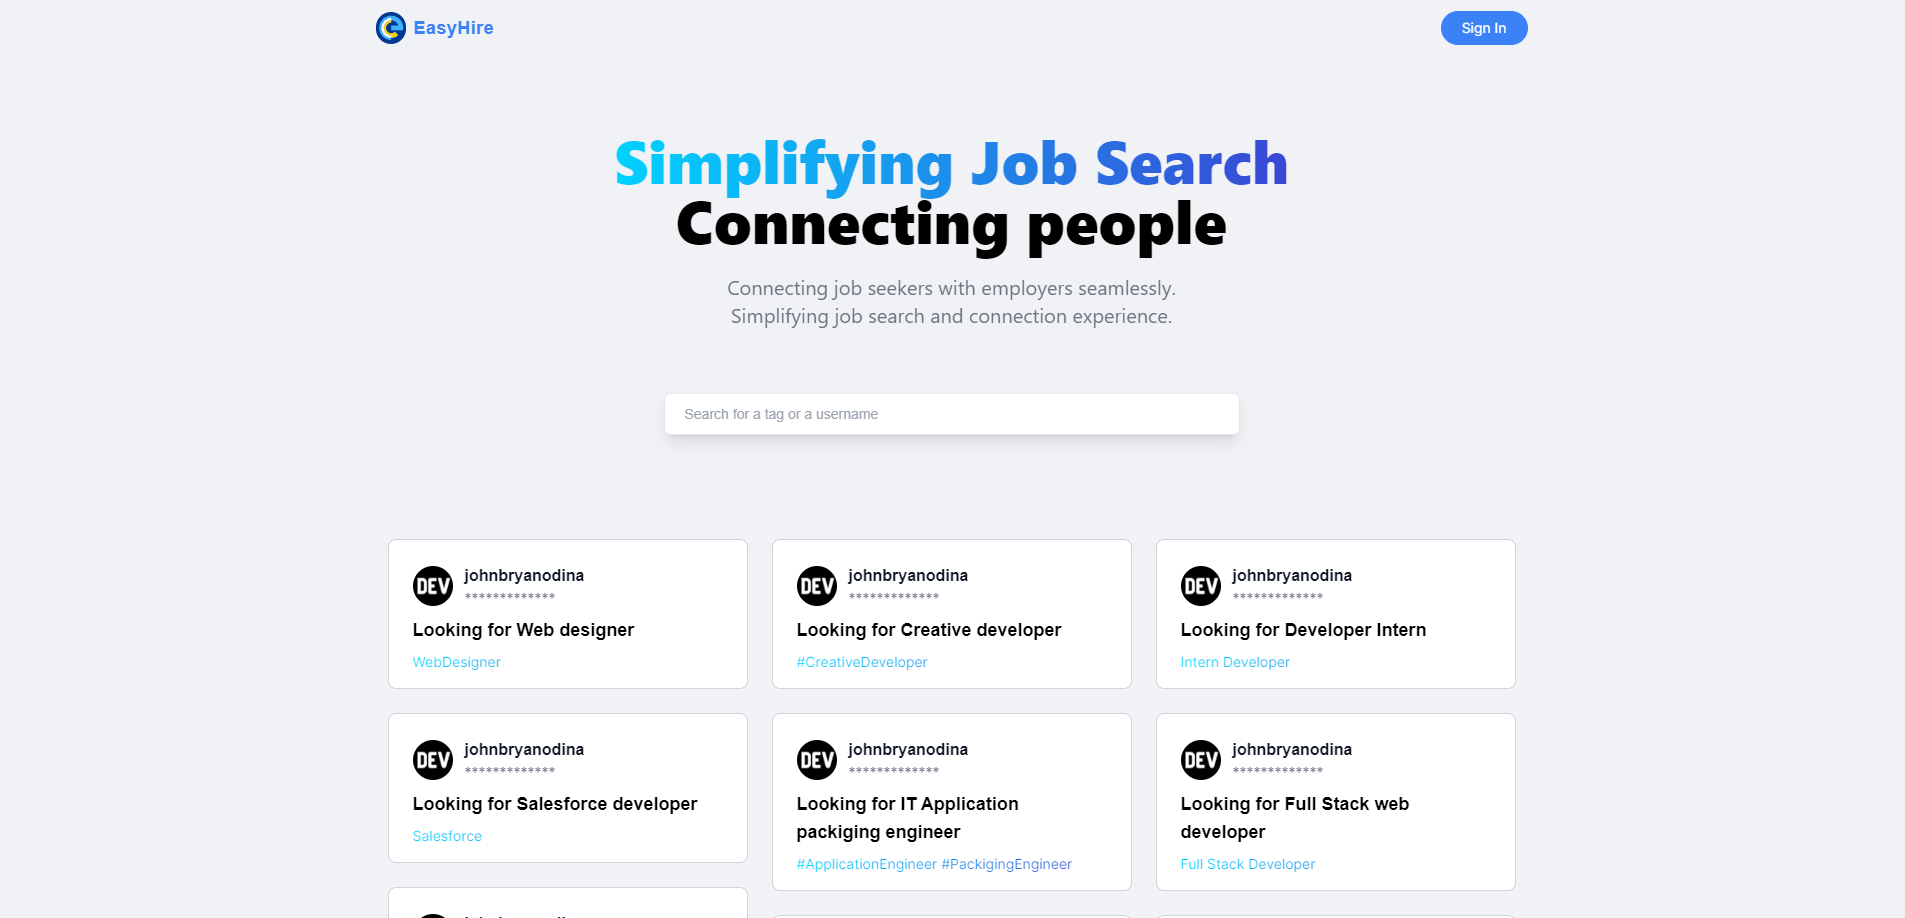 EasyHire
Sign In
Simplifying Job Search
Connecting people
Connecting job seekers with employers seamlessly.
Simplifying job search and connection experience.
Search for a tag or a username
DEV
johnbryanodina
*************
Looking for Web designer
WebDesigner
DEV
johnbryanodina
*************
Looking for Creative developer
#CreativeDeveloper
DEV
johnbryanodina
*************
Looking for Developer Intern
Intern Developer
DEV
johnbryanodina
*************
Looking for Salesforce developer
Salesforce
DEV
johnbryanodina
*************
Looking for IT Application
packiging engineer
#ApplicationEngineer #PackigingEngineer
DEV
johnbryanodina
*************
Looking for Full Stack web
developer
Full Stack Developer